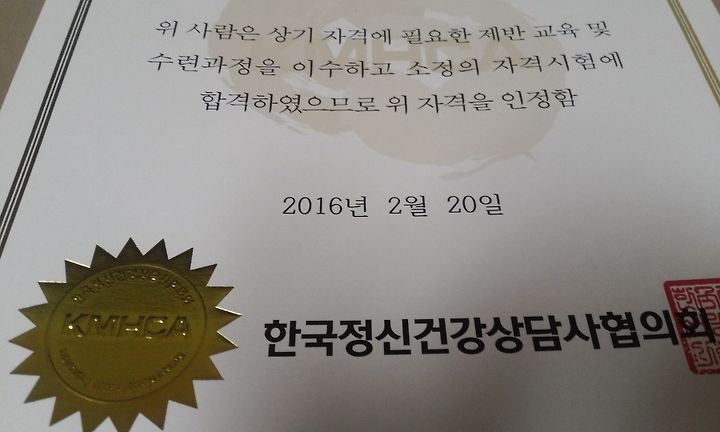 위 사람은 상기 자격에 필요한 제반 교육 및
수련과정을 이수하고 소정의 자격시험에
합격하였으므로 위 자격을 인정함
2016년 2월 20일
KMHCA
한국정신건강상담사협의회